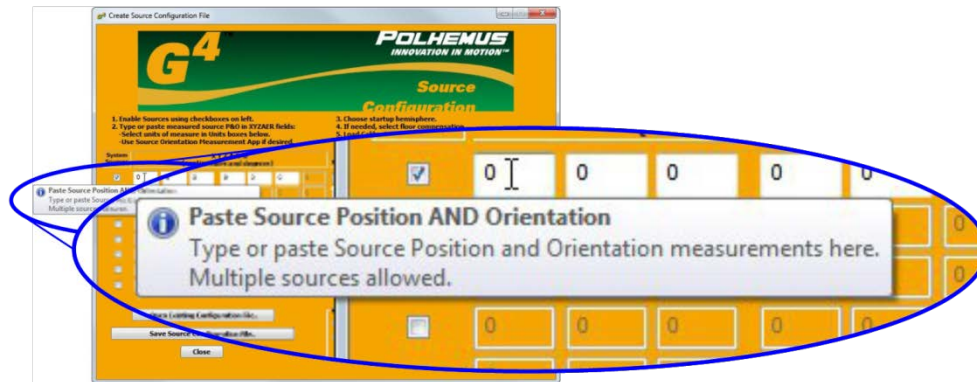 Create Source Configuration File
G4
POLHEMUS
INNOVATION IN MOTION™
Source
Configuration
1. Enable Sources using checkboxes on left.
2. Type or paste measured source P&O in XYZAER fields:
-Select units of measure in Units boxes below.
-Use Source Orientation Measurement App if desired.
3. Choose startup hemisphere.
4. If needed, select floor compensation.
System
0 0 0 0 0
Paste Source Position AND Orientation
Type or paste Source Position and Orientation measurements here.
Multiple sources allowed.
0
0
0 0 0 0 0
Save Source Configuration File..
Close